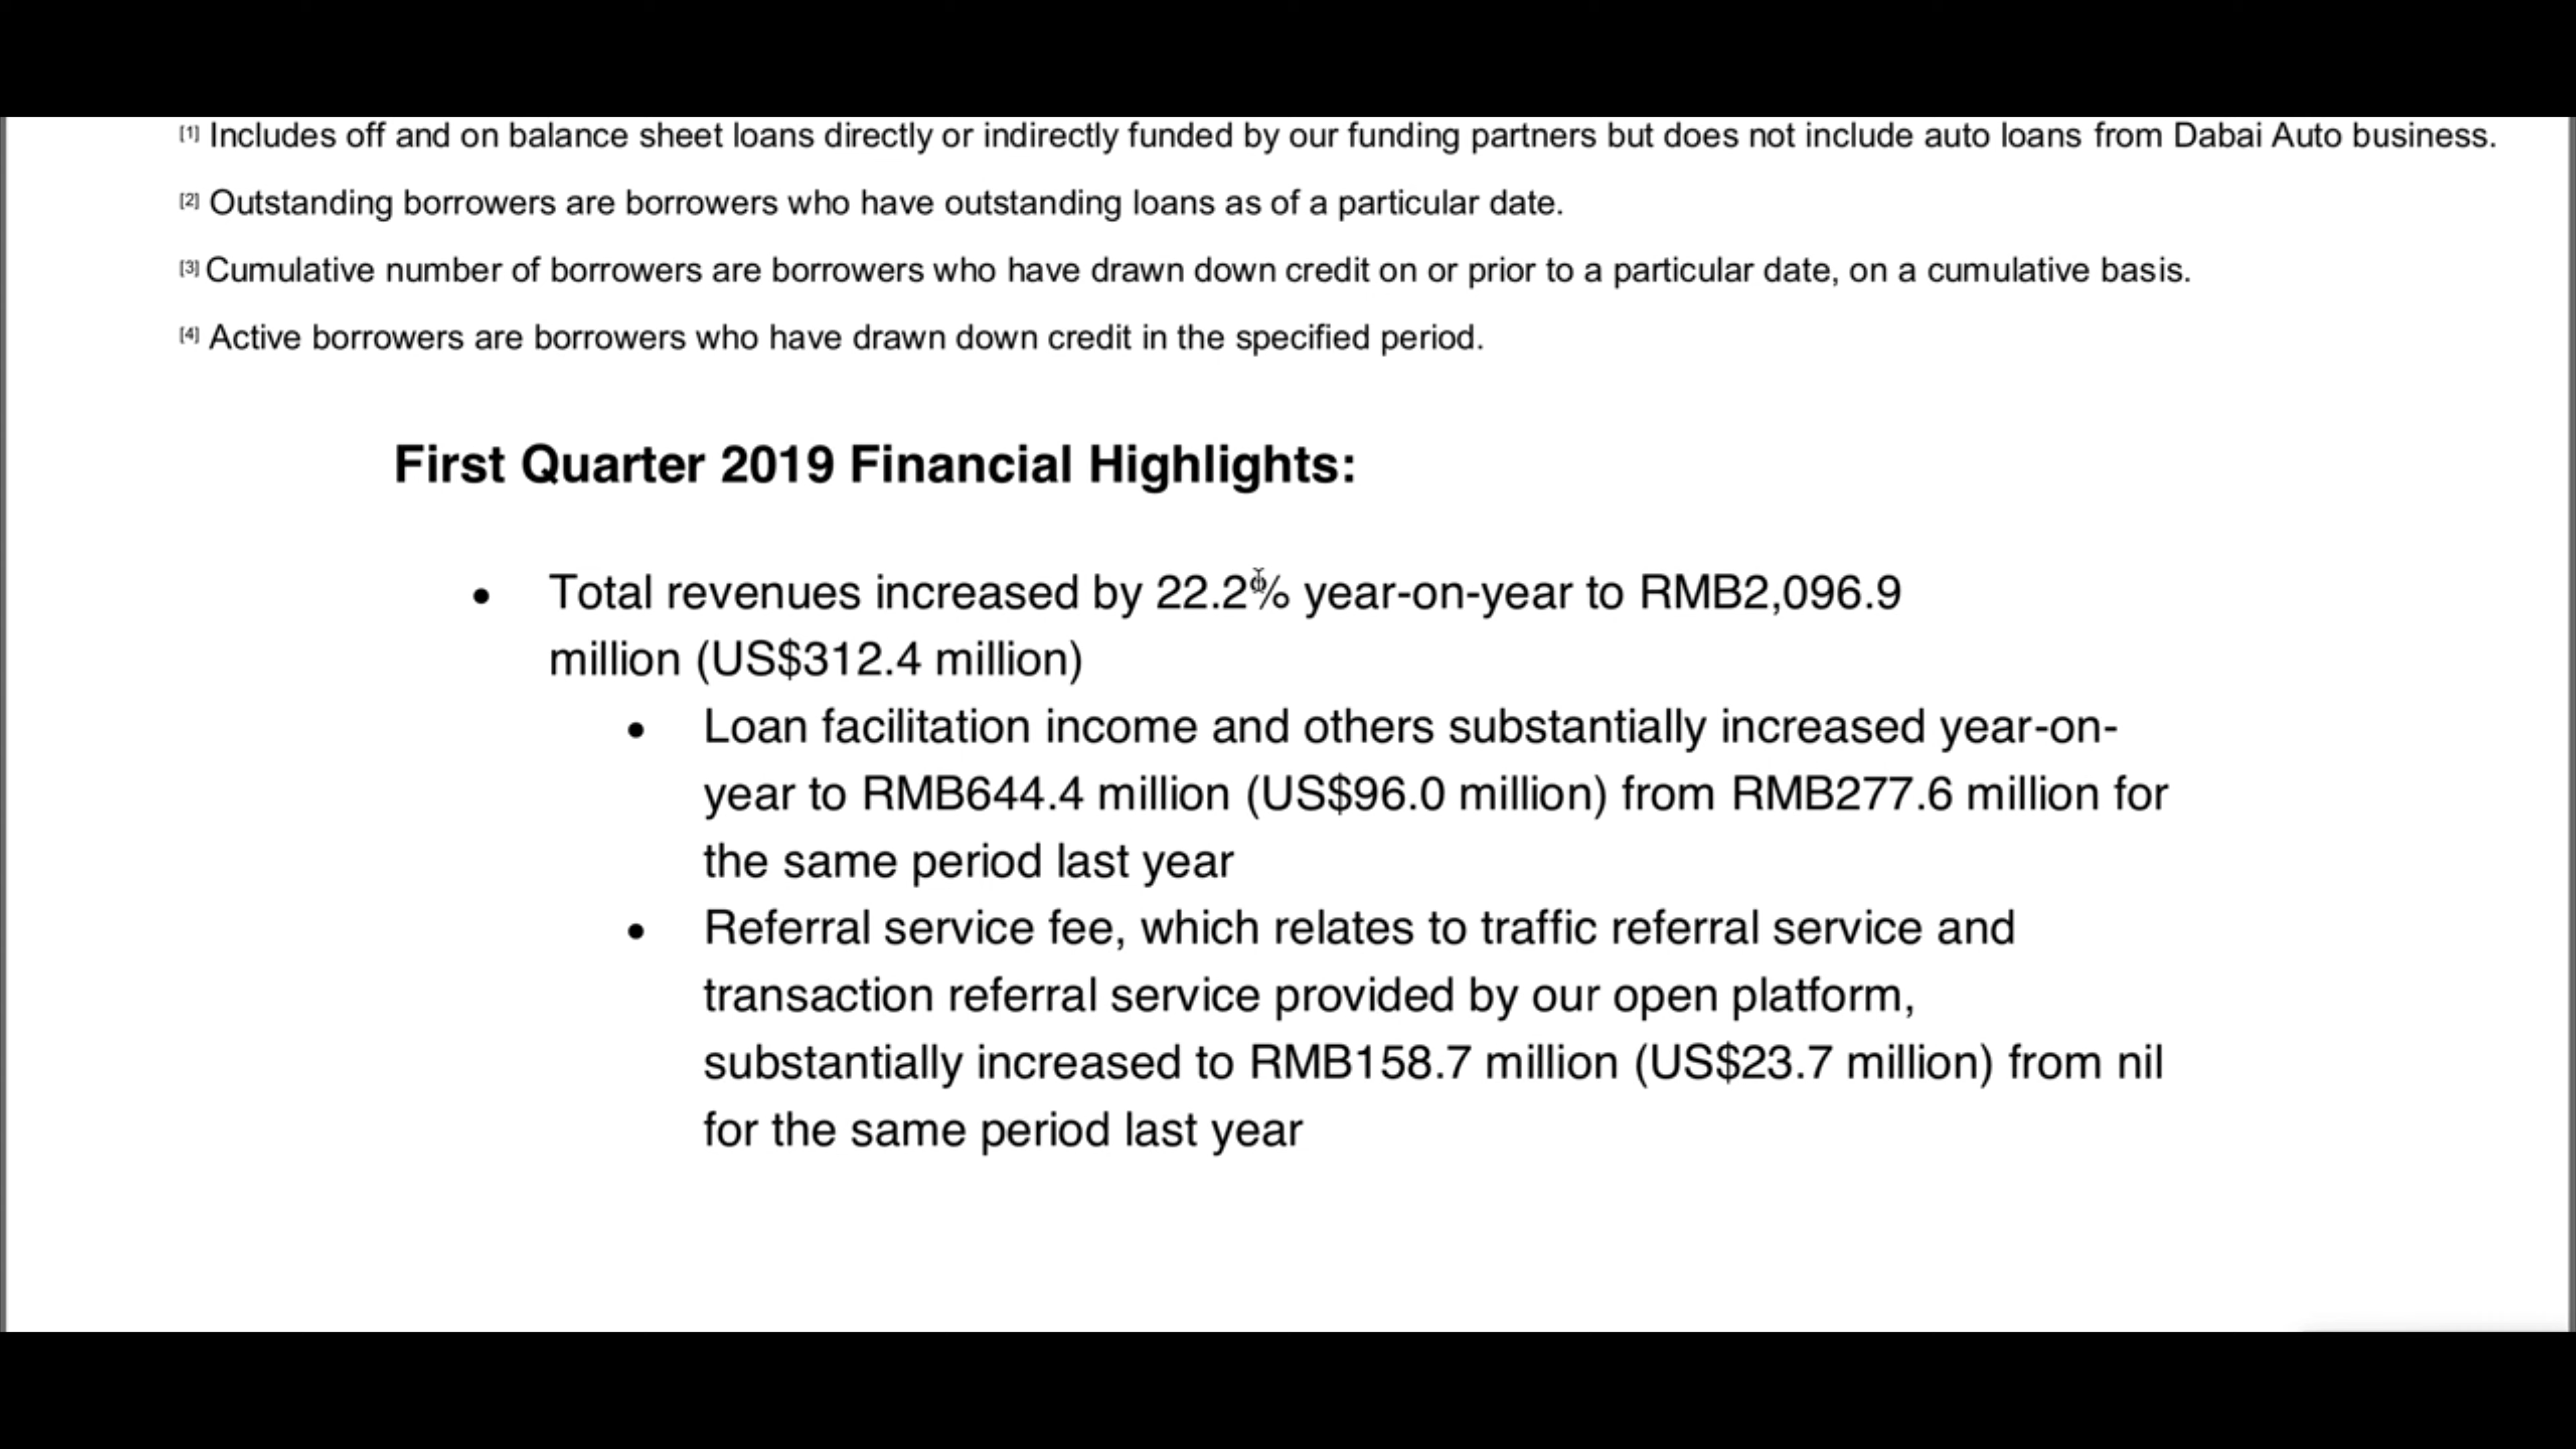 [1] Includes off and on balance sheet loans directly or indirectly funded by our funding partners but does not include auto loans from Dabai Auto business.
[2] Outstanding borrowers are borrowers who have outstanding loans as of a particular date.
[3] Cumulative number of borrowers are borrowers who have drawn down credit on or prior to a particular date, on a cumulative basis.
[4] Active borrowers are borrowers who have drawn down credit in the specified period.
First Quarter 2019 Financial Highlights:
• Total revenues increased by 22.2% year-on-year to RMB2,096.9
million (US$312.4 million)
• Loan facilitation income and others substantially increased year-on-
year to RMB644.4 million (US$96.0 million) from RMB277.6 million for
the same period last year
• Referral service fee, which relates to traffic referral service and
transaction referral service provided by our open platform,
substantially increased to RMB158.7 million (US$23.7 million) from nil
for the same period last year